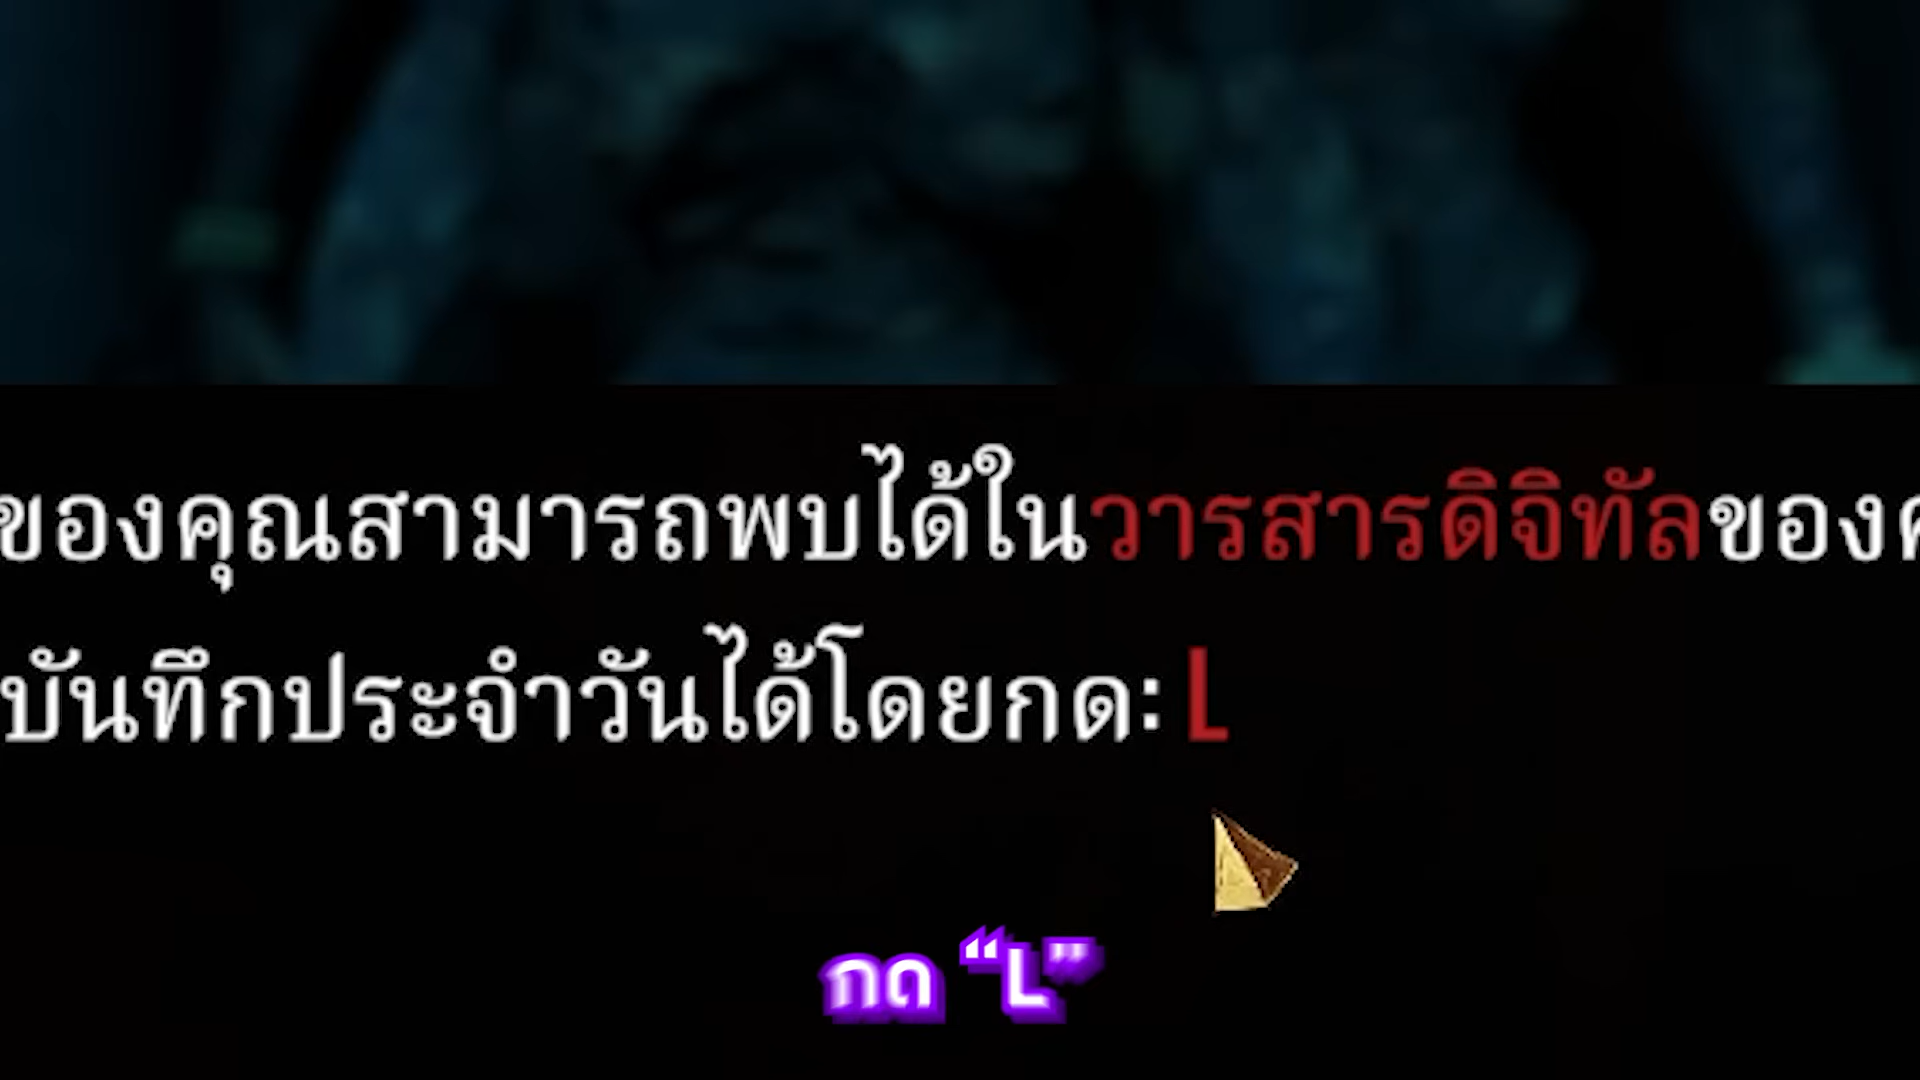 ของคุณสามารถพบได้ในวารสารดิจิทัลของ
บันทึกประจำวันได้โดยกด: L
กด “L”